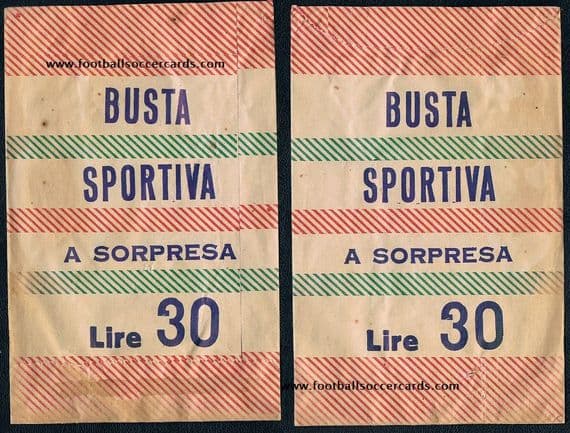 www.footballsoccercards.com
BUSTA
SPORTIVA
A SORPRESA
Lire 30
BUSTA
SPORTIVA
A SORPRESA
Lire 30
www.footballsoccercards.com